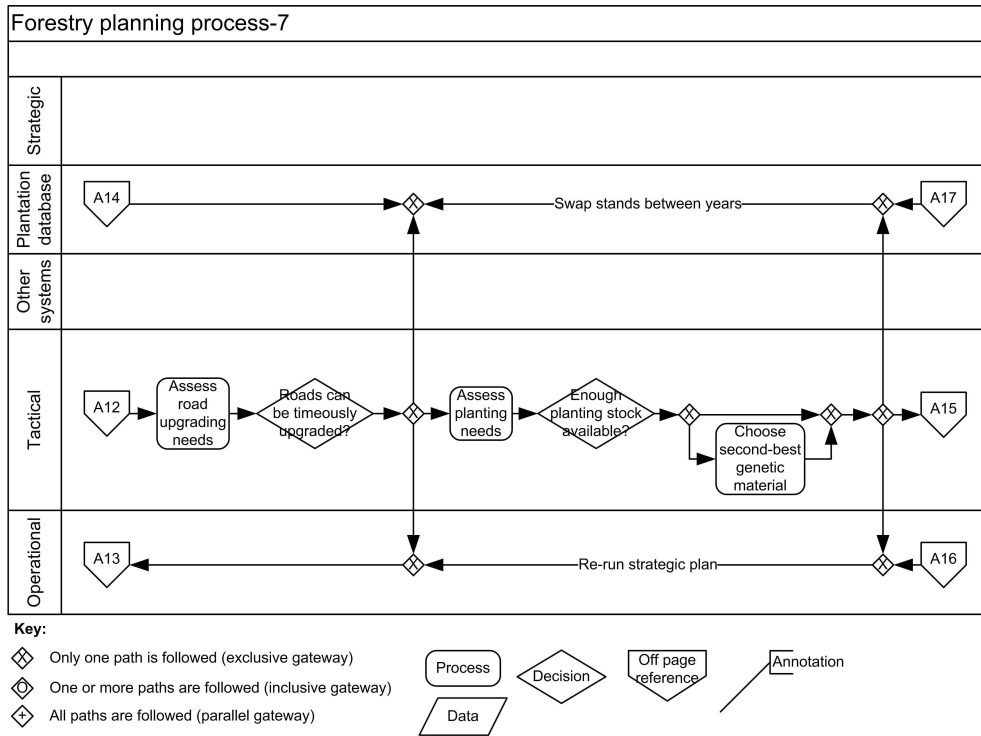 Forestry planning process-7
Strategic
Plantation
database
A14
Swap stands between years
A17
Other
systems
Tactical
A12
Assess
road
upgrading
needs
Roads can
be timeously
upgraded?
X
Assess
planting
needs
Enough
planting stock
available?
X
Choose
second-best
genetic
material
X
X
A15
X
X
Operational
A13
X
Re-run strategic plan
X
A16
Key:
X Only one path is followed (exclusive gateway)
O One or more paths are followed (inclusive gateway)
+ All paths are followed (parallel gateway)
Process
Decision
Off page
reference
Annotation
Data